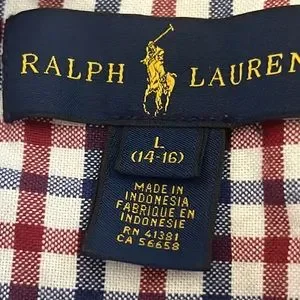 RALPH LAUREN
L
(14-16)
MADE IN
INDONESIA
FABRIQUE EN
INDONESIE
RN 41381
CA 56658